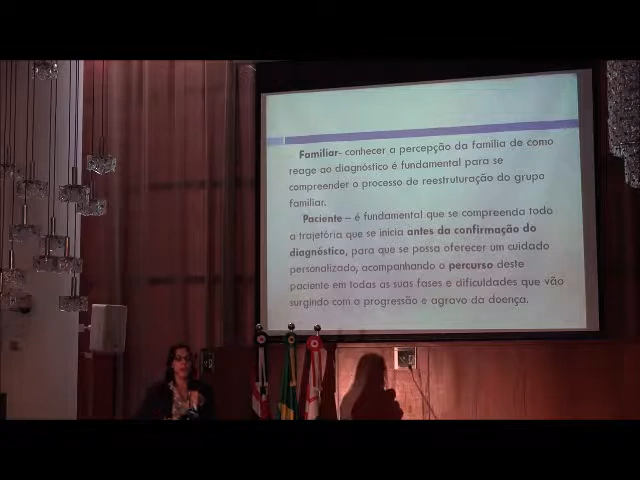 Familiar- conhecer a percepção da família de como
reage ao diagnóstico é fundamental para se
compreender o processo de reestruturação do grupo
familiar.
Paciente – é fundamental que se compreenda todo
a trajetória que se inicia antes da confirmação do
diagnóstico, para que se possa oferecer um cuidado
personalizado, acompanhando o percurso deste
paciente em todas as suas fases e dificuldades que vão
surgindo com a progressão e agravo da doença.